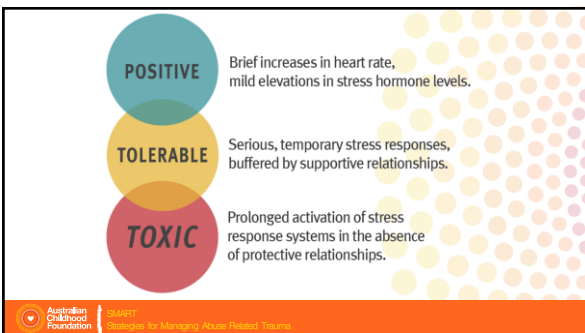 POSITIVE
Brief increases in heart rate,
mild elevations in stress hormone levels.
TOLERABLE
Serious, temporary stress responses,
buffered by supportive relationships.
TOXIC
Prolonged activation of stress
response systems in the absence
of protective relationships.
Australian
Childhood
Foundation
SMART
Strategies for Managing Abuse Related Trauma